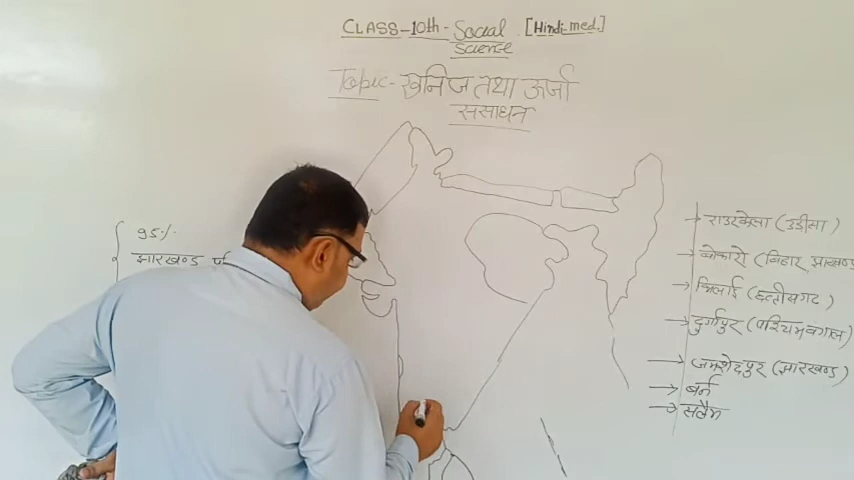 CLASS-10th- Social [Hindi-med.]
Science
Topic- खनिज तथा ऊर्जा
संसाधन
95%
झारखण्ड
→ राउरकेला (उडीसा)
→ बोकारो (बिहार झारखण्ड
→ भिलाई (छत्तीसगढ)
→ दुर्गापुर (पश्चिम बंगाल)
→ जमशेदपुर (झारखण्ड)
→ बर्न
→ सलेम